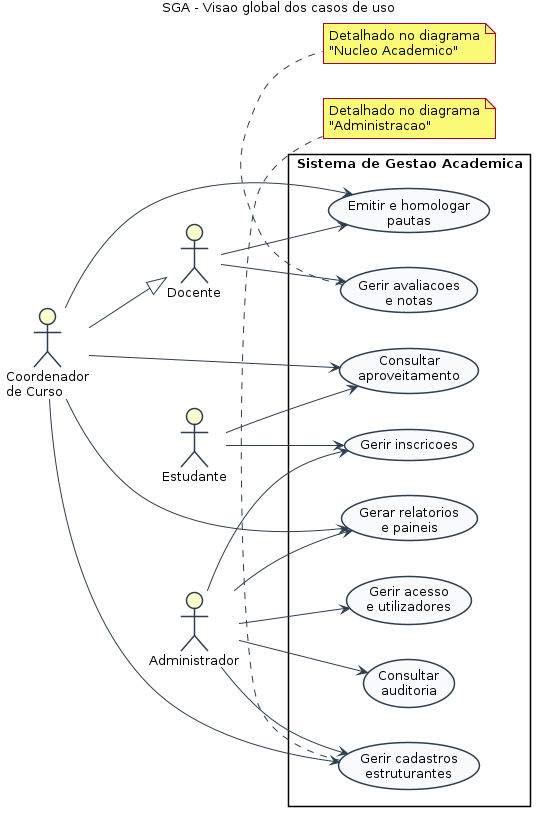 SGA - Visao global dos casos de uso
Detalhado no diagrama
"Nucleo Academico"
Detalhado no diagrama
"Administracao"
Sistema de Gestao Academica
Emitir e homologar
pautas
Docente
Gerir avaliacoes
e notas
Coordenador
de Curso
Consultar
aproveitamento
Estudante
Gerir inscricoes
Gerar relatorios
e paineis
Gerir acesso
e utilizadores
Administrador
Consultar
auditoria
Gerir cadastros
estruturantes